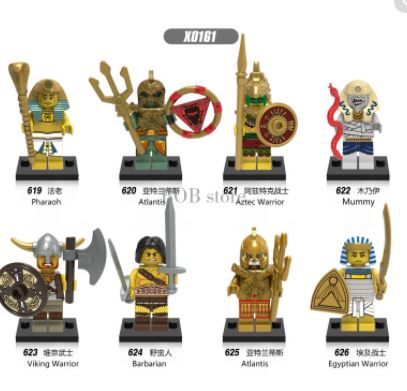 X0161
619 法老
Pharaoh
620 亚特兰蒂斯
Atlantis
621 阿兹特克战士
Aztec Warrior
622 木乃伊
Mummy
OB store
623 维京武士
Viking Warrior
624 野蛮人
Barbarian
625 亚特兰蒂斯
Atlantis
626 埃及战士
Egyptian Warrior